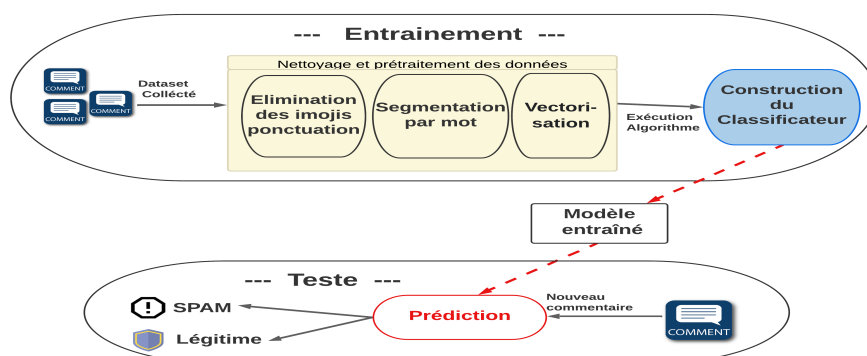 --- Entrainement ---
Nettoyage et prétraitement des données
COMMENT
COMMENT
COMMENT
Dataset
Collécté
Elimination
des imojis
ponctuation
Segmentation
par mot
Vectori-
sation
Exécution
Algorithme
Construction
du
Classificateur
Modèle
entraîné
--- Teste ---
SPAM
Légitime
Prédiction
Nouveau
commentaire
COMMENT